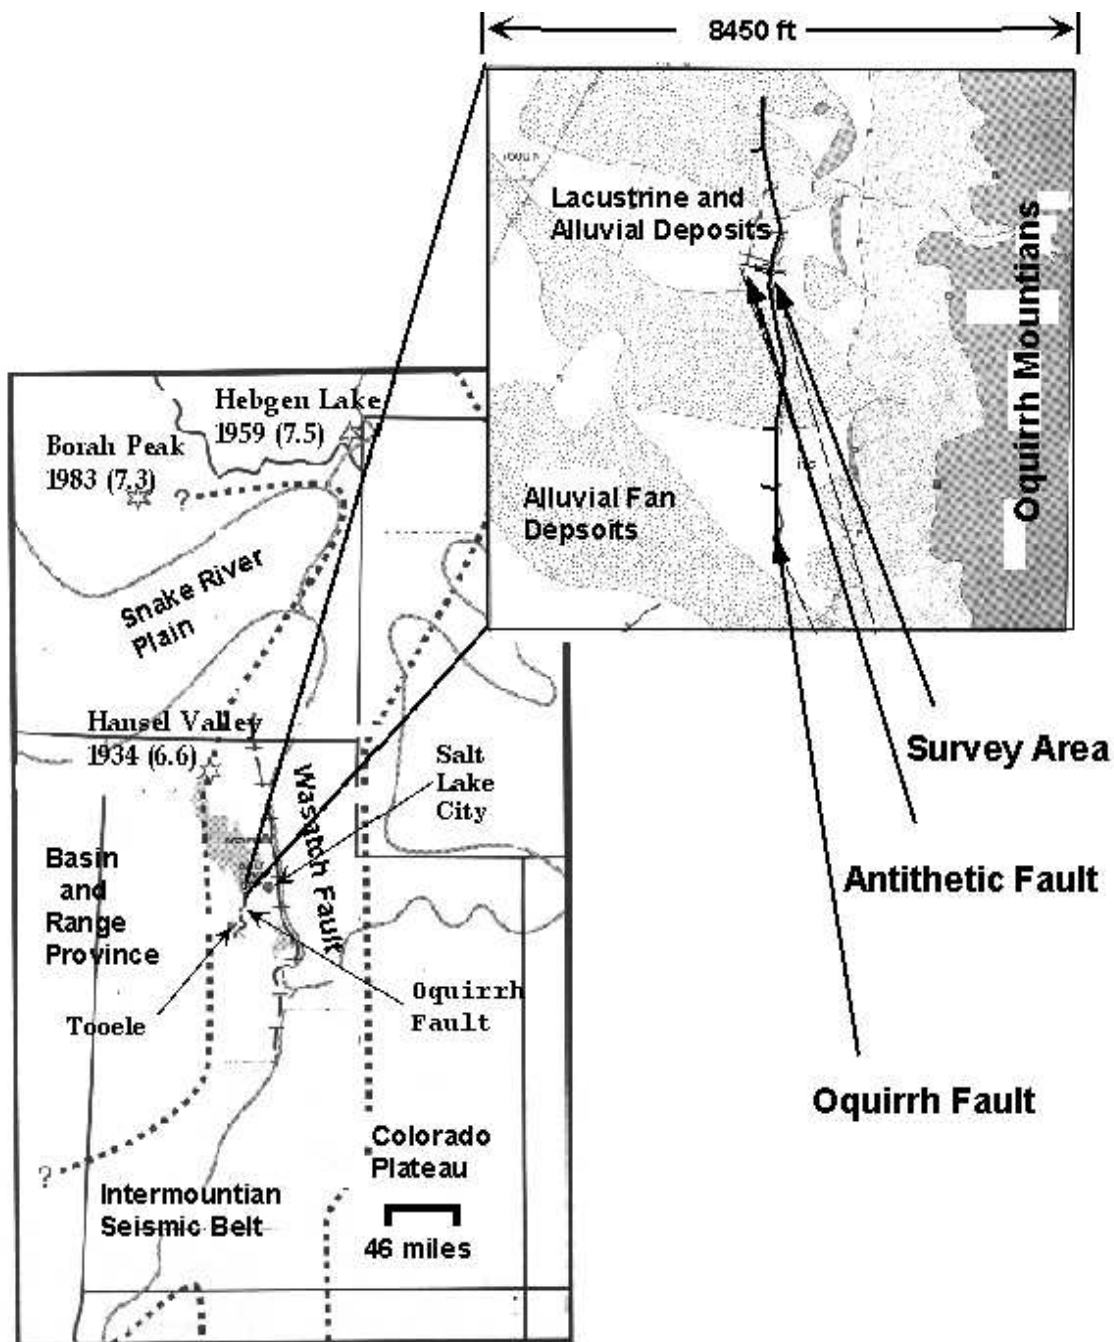 8450 ft
Lacustrine and
Alluvial Deposits
Oquirrh Mountians
Alluvial Fan
Depsoits
Survey Area
Antithetic Fault
Oquirrh Fault
Hebgen Lake
1959 (7.5)
Borah Peak
1983 (7.3)
?
Snake River
Plain
Hansel Valley
1934 (6.6)
Salt
Lake
City
Wasatch Fault
Basin
and
Range
Province
Tooele
Oquirrh
Fault
Colorado
Plateau
?
Intermountian
Seismic Belt
46 miles